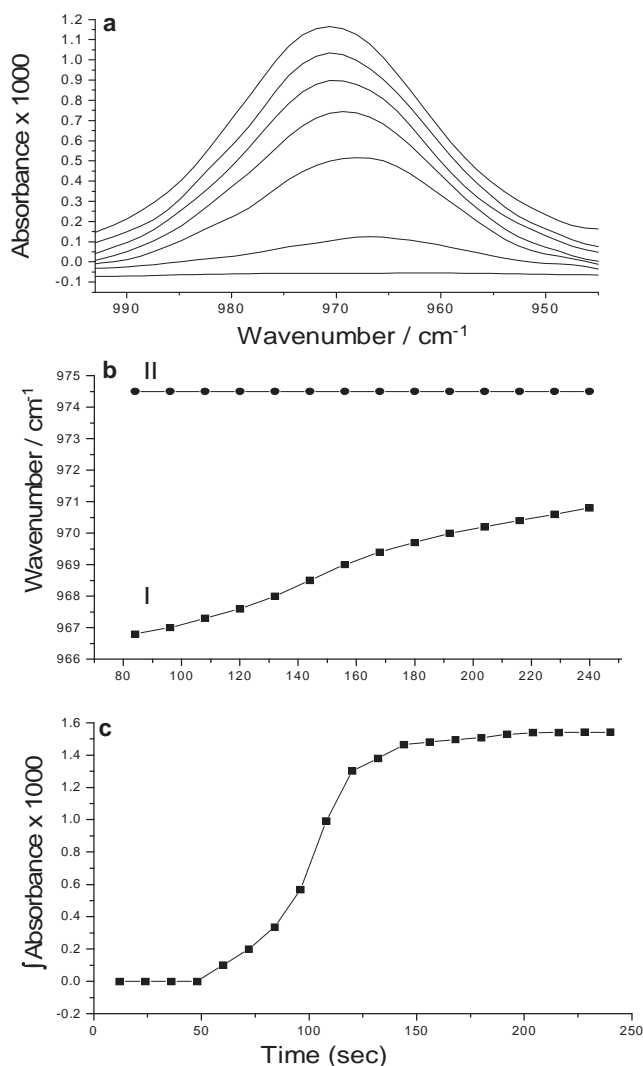 a
1.2
1.1
1.0
0.9
0.8
0.7
0.6
0.5
0.4
0.3
0.2
0.1
0.0
-0.1
Absorbance x 1000
990 980 970 960 950
Wavenumber / cm-1
b
II
975
974
973
972
971
970
969
968
967
966
Wavenumber / cm-1
I
80 100 120 140 160 180 200 220 240
c
1.6
1.4
1.2
1.0
0.8
0.6
0.4
0.2
0.0
-0.2
∫Absorbance x 1000
0 50 100 150 200 250
Time (sec)